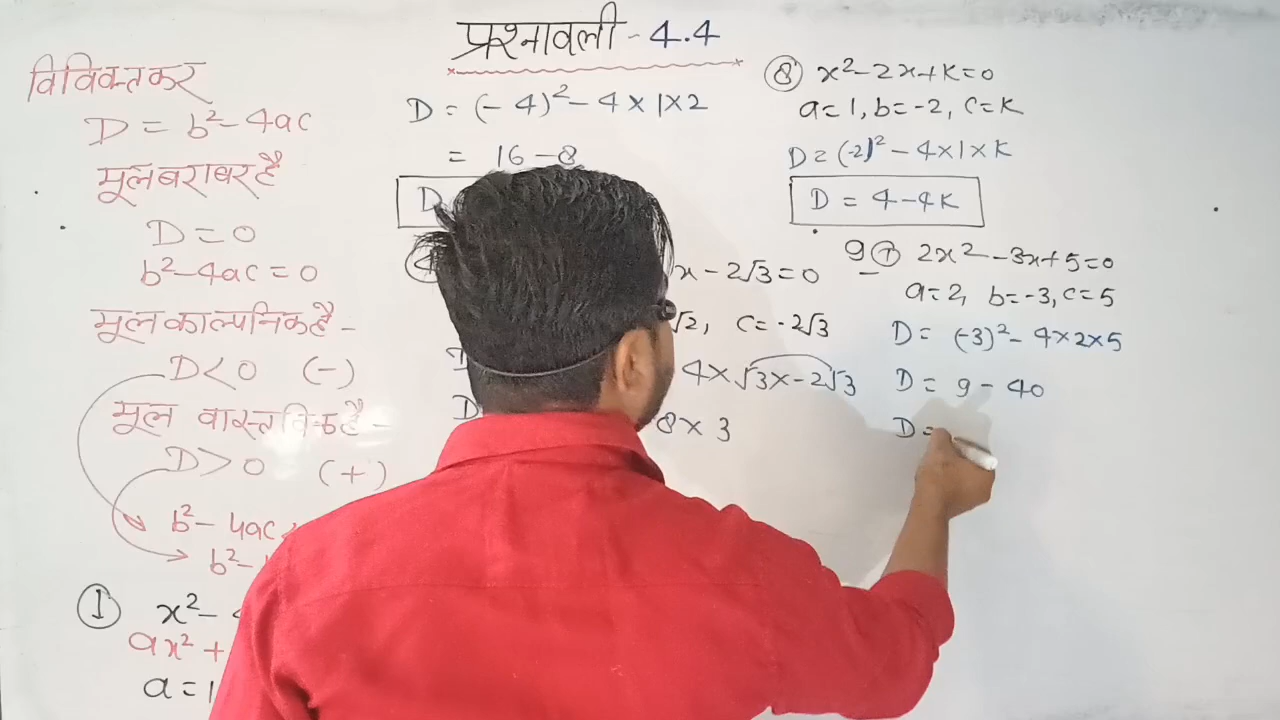 प्रश्नावली - 4.4
विविक्तकर
D = b²- 4ac
मूल बराबर है
D = 0
b²-4ac = 0
मूल काल्पनिक है -
D < 0 (-)
मूल वास्तविक है -
D > 0 (+)
b² - 4ac
b²-
① x² -
ax² +
a = 1
D = (- 4)² - 4 × 1 × 2
= 16 - 8
D
x - 2√3 = 0
√2, c = -2√3
D
4 × √3 × - 2√3
D
8 × 3
⑧ x² - 2x + K = 0
a = 1, b = -2, c = K
D = (-2)² - 4 × 1 × K
D = 4 - 4K
9 ① 2x² - 3x + 5 = 0
a = 2, b = -3, c = 5
D = (-3)² - 4 × 2 × 5
D = 9 - 40
D =